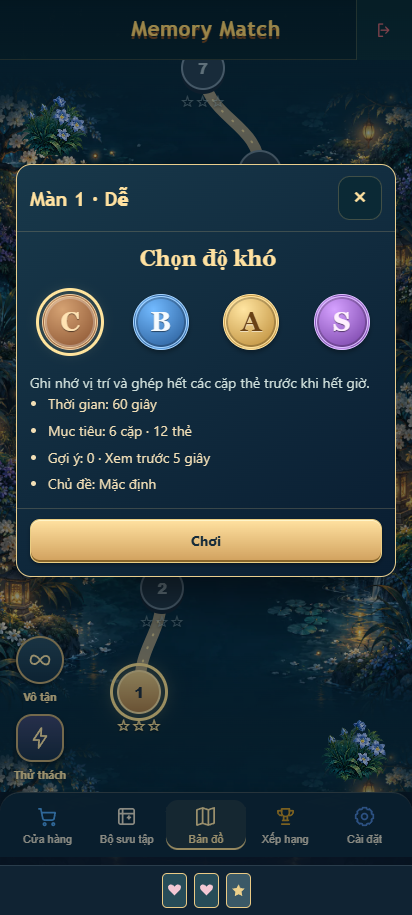 Memory Match
7
Màn 1 · Dễ
×
Chọn độ khó
C B A S
Ghi nhớ vị trí và ghép hết các cặp thẻ trước khi hết giờ.
• Thời gian: 60 giây
• Mục tiêu: 6 cặp · 12 thẻ
• Gợi ý: 0 · Xem trước 5 giây
• Chủ đề: Mặc định
Chơi
2
Vô tận
1
Thử thách
Cửa hàng Bộ sưu tập Bản đồ Xếp hạng Cài đặt